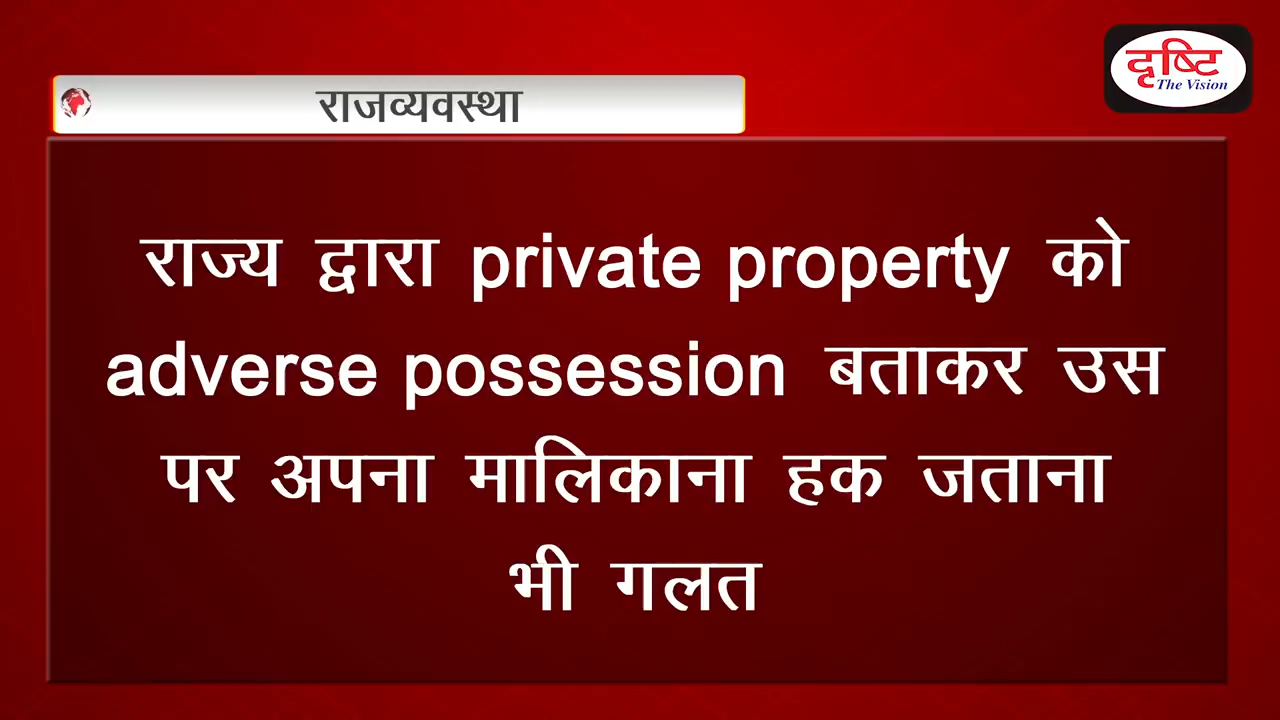 दृष्टि
The Vision
राजव्यवस्था
राज्य द्वारा private property को
adverse possession बताकर उस
पर अपना मालिकाना हक जताना
भी गलत